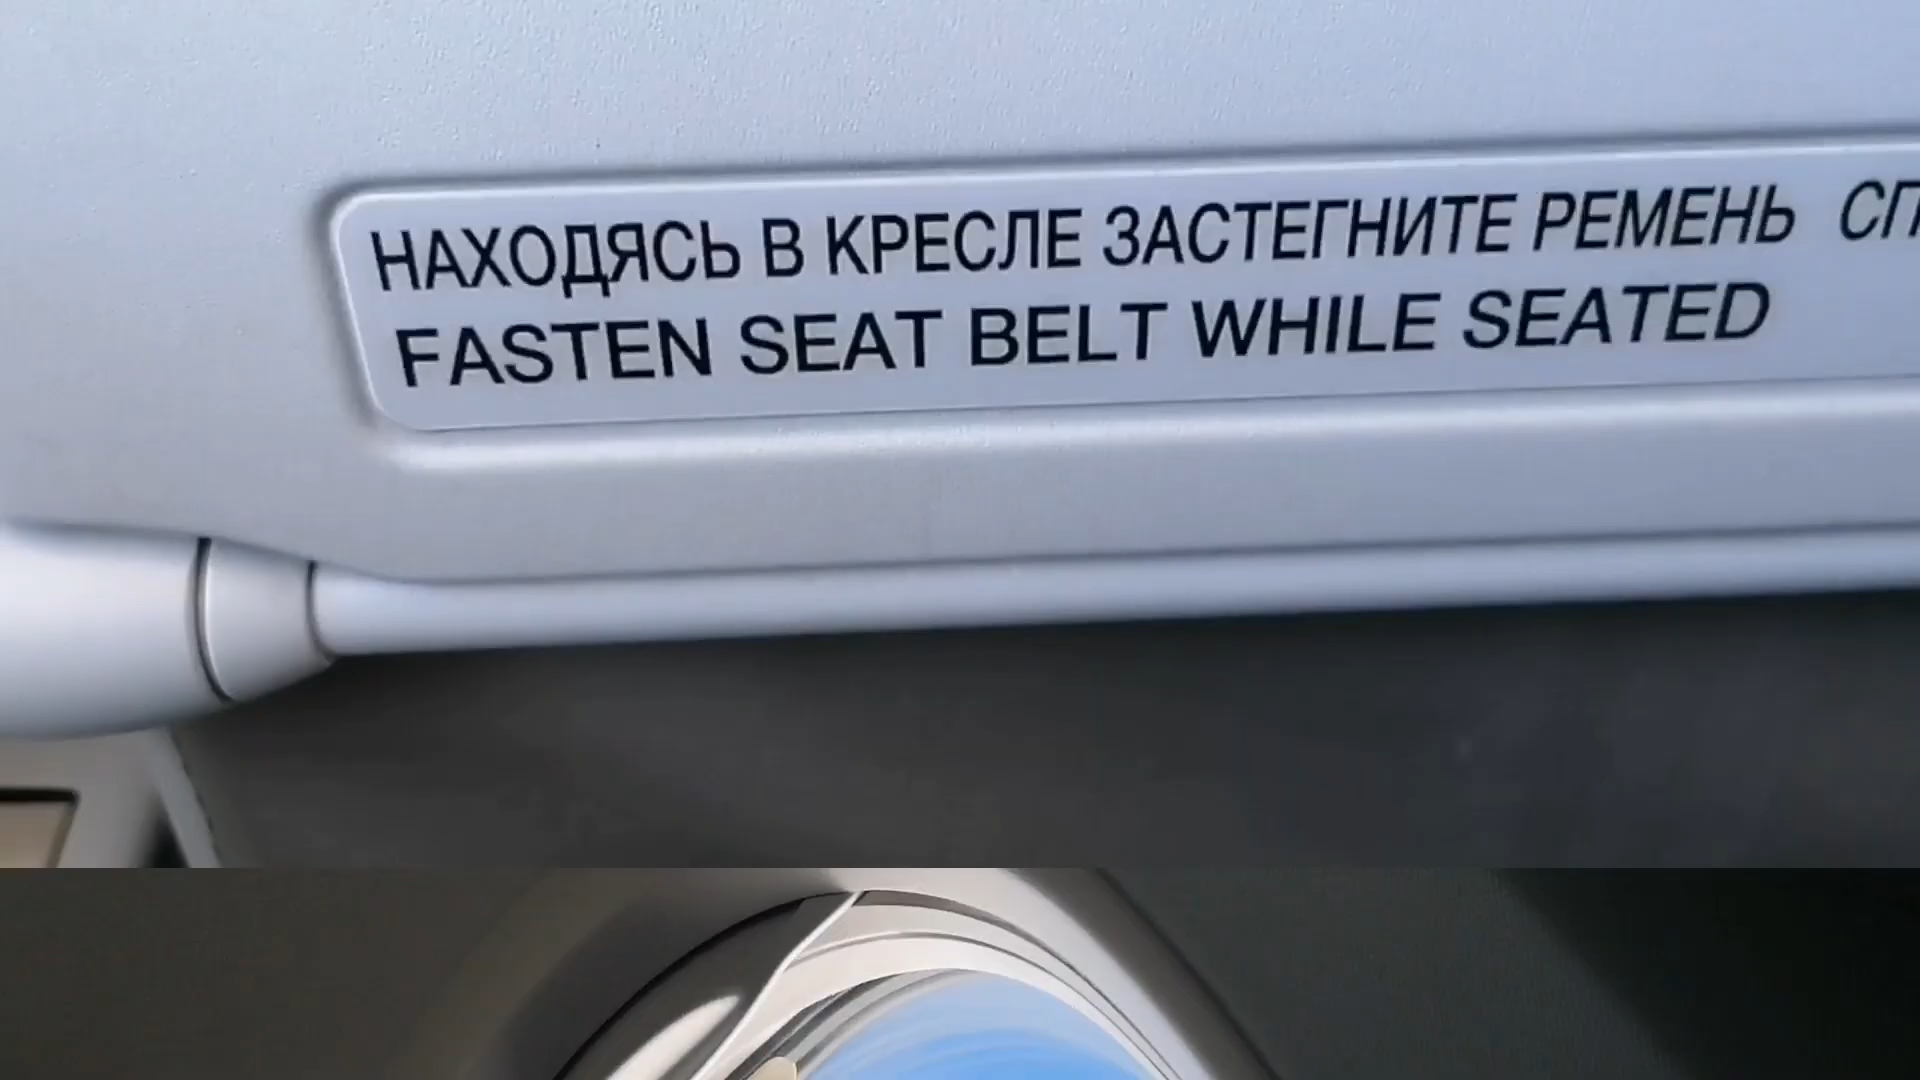 НАХОДЯСЬ В КРЕСЛЕ ЗАСТЕГНИТЕ РЕМЕНЬ
FASTEN SEAT BELT WHILE SEATED